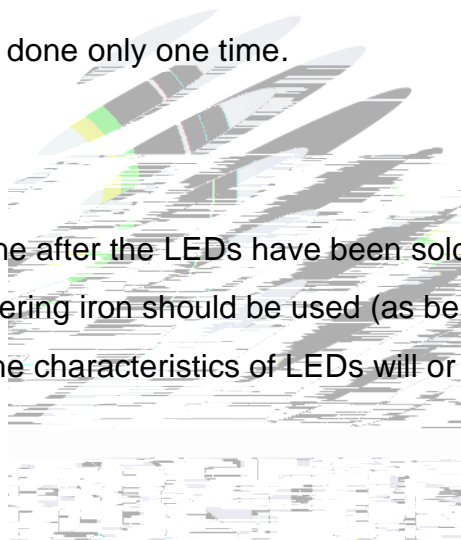 done only one time.
ne after the LEDs have been sold
ering iron should be used (as be
ne characteristics of LEDs will or